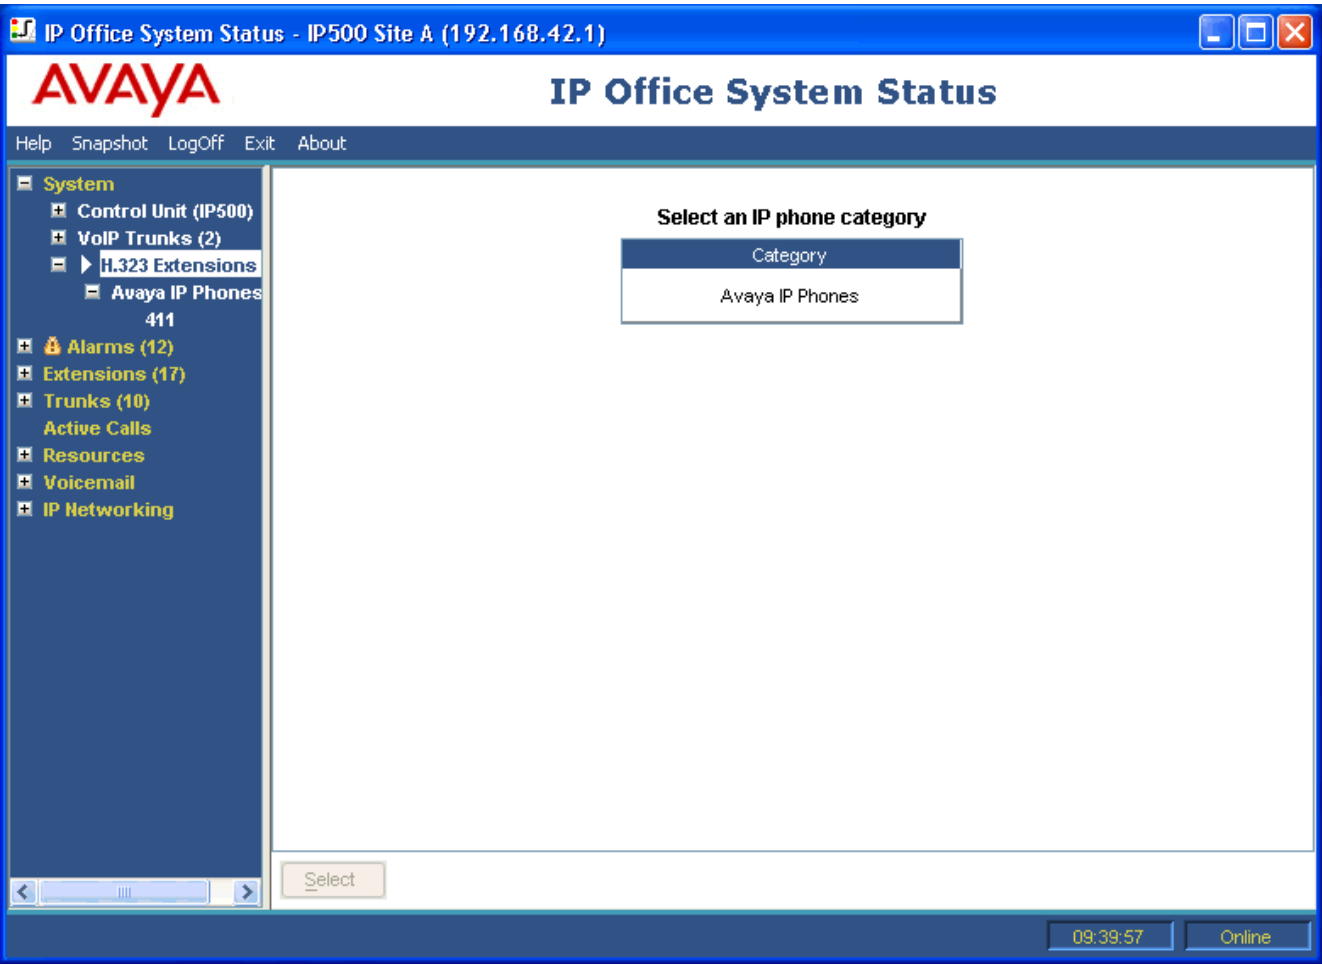 IP Office System Status - IP500 Site A (192.168.42.1)
AVAYA
IP Office System Status
Help Snapshot LogOff Exit About
System
Control Unit (IP500)
VoIP Trunks (2)
H.323 Extensions
Avaya IP Phones
411
Alarms (12)
Extensions (17)
Trunks (10)
Active Calls
Resources
Voicemail
IP Networking
Select an IP phone category
Category
Avaya IP Phones
Select
09:39:57
Online